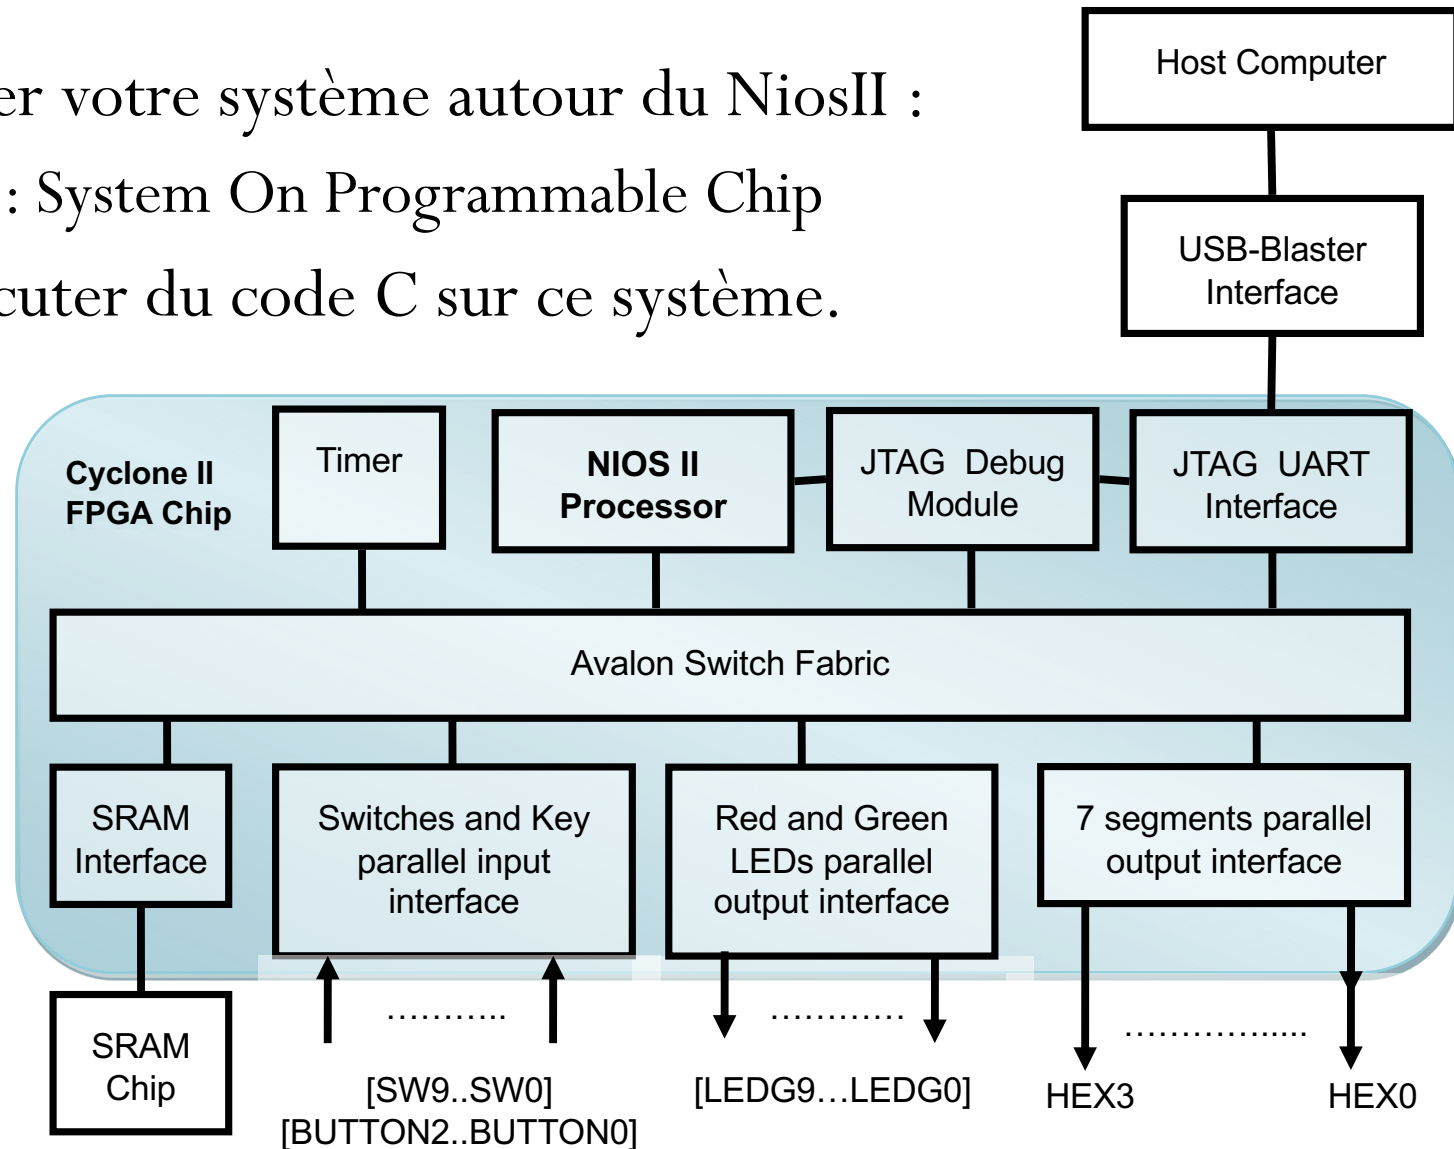 er votre système autour du NiosII :
: System On Programmable Chip
cuter du code C sur ce système.
Host Computer
USB-Blaster
Interface
Cyclone II
FPGA Chip
Timer
NIOS II
Processor
JTAG Debug
Module
JTAG UART
Interface
Avalon Switch Fabric
SRAM
Interface
Switches and Key
parallel input
interface
Red and Green
LEDs parallel
output interface
7 segments parallel
output interface
SRAM
Chip
………..
[SW9..SW0]
[BUTTON2..BUTTON0]
…………
[LEDG9…LEDG0]
………….....
HEX3
HEX0